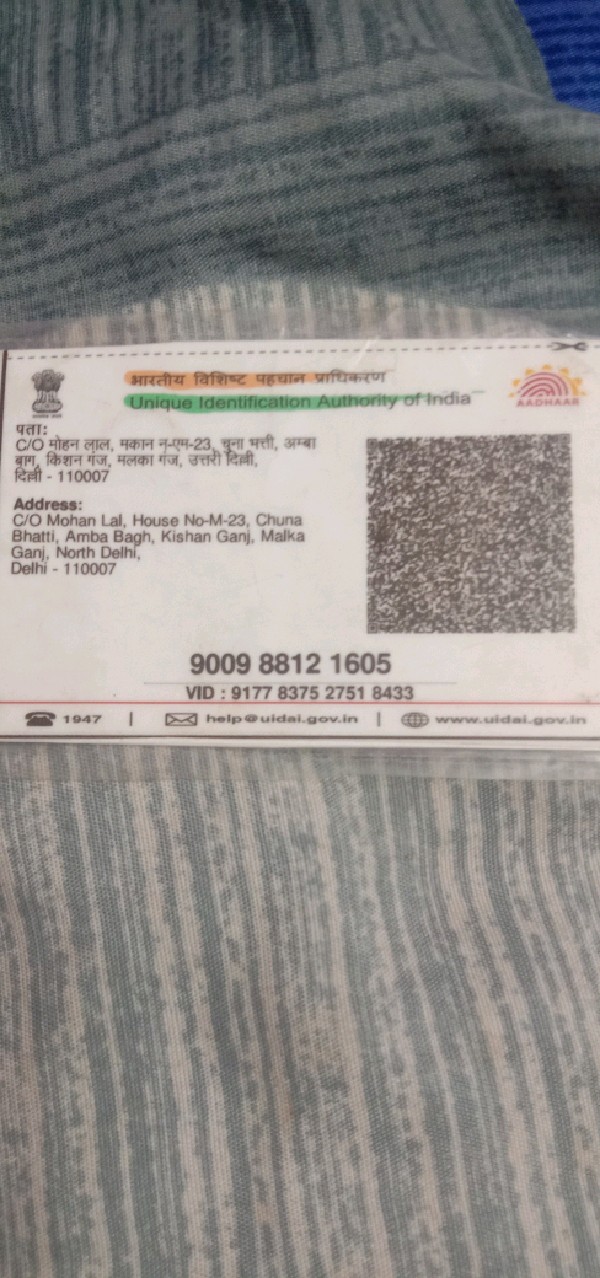 भारतीय विशिष्ट पहचान प्राधिकरण
Unique Identification Authority of India
AADHAAR
पता:
C/O मोहन लाल, मकान न-एम-23, चुना भत्ती, अम्बा
बाग, किशन गंज, मलका गंज, उत्तरी दिल्ली,
दिल्ली - 110007
Address:
C/O Mohan Lal, House No-M-23, Chuna
Bhatti, Amba Bagh, Kishan Ganj, Malka
Ganj, North Delhi,
Delhi - 110007
9009 8812 1605
VID : 9177 8375 2751 8433
1947 | help@uidai.gov.in | www.uidai.gov.in